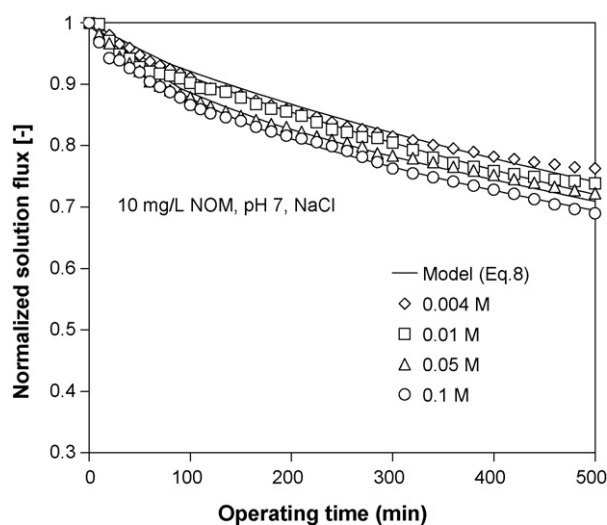 1
0.9
0.8
0.7
0.6
0.5
0.4
0.3
Normalized solution flux [-]
10 mg/L NOM, pH 7, NaCl
Model (Eq.8)
0.004 M
0.01 M
0.05 M
0.1 M
0 100 200 300 400 500
Operating time (min)